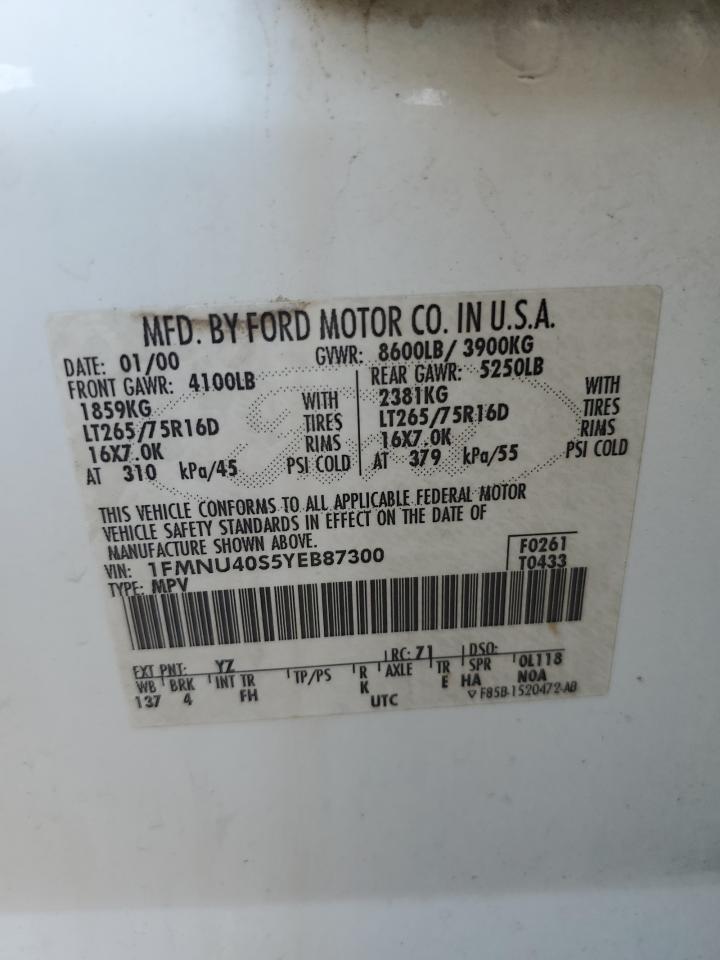 MFD. BY FORD MOTOR CO. IN U.S.A.
DATE: 01/00 GVWR: 8600LB/ 3900KG
FRONT GAWR: 4100LB REAR GAWR: 5250LB
1859KG WITH 2381KG WITH
LT265/75R16D TIRES LT265/75R16D TIRES
16X7.0K RIMS 16X7.0K RIMS
AT 310 kPa/45 PSI COLD AT 379 kPa/55 PSI COLD
THIS VEHICLE CONFORMS TO ALL APPLICABLE FEDERAL MOTOR
VEHICLE SAFETY STANDARDS IN EFFECT ON THE DATE OF
MANUFACTURE SHOWN ABOVE.
VIN: 1FMNU40S5YEB87300 F0261
TYPE: MPV T0433
EXT PNT: YZ RC: 71 DSO:
WB BRK INT TR TP/PS R AXLE TR SPR OL118
137 4 FH K UTC E HA NOA
F85B-1520472-AB